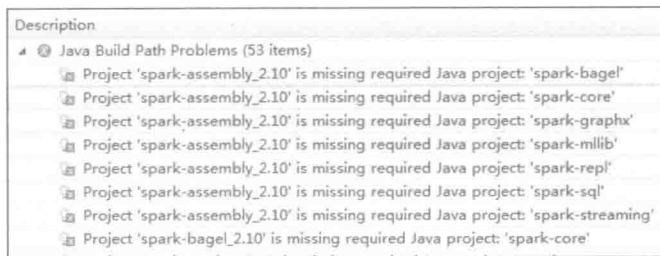 Description
Java Build Path Problems (53 items)
Project 'spark-assembly_2.10' is missing required Java project: 'spark-bagel'
Project 'spark-assembly_2.10' is missing required Java project: 'spark-core'
Project 'spark-assembly_2.10' is missing required Java project: 'spark-graphx'
Project 'spark-assembly_2.10' is missing required Java project: 'spark-mllib'
Project 'spark-assembly_2.10' is missing required Java project: 'spark-repl'
Project 'spark-assembly_2.10' is missing required Java project: 'spark-sql'
Project 'spark-assembly_2.10' is missing required Java project: 'spark-streaming'
Project 'spark-bagel_2.10' is missing required Java project: 'spark-core'